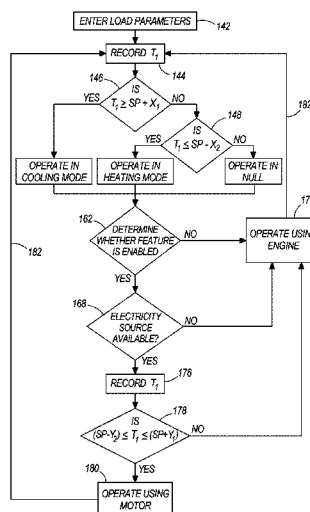 ENTER LOAD PARAMETERS
142
RECORD T1
144
146
IS
T1 ≥ SP + X1
YES
NO
148
IS
T1 ≤ SP - X2
YES
NO
OPERATE IN
COOLING MODE
OPERATE IN
HEATING MODE
OPERATE IN
NULL
182
162
DETERMINE
WHETHER FEATURE
IS ENABLED
NO
YES
OPERATE USING
ENGINE
168
ELECTRICITY
SOURCE
AVAILABLE?
NO
YES
182
RECORD T1
176
IS
(SP-Y2) ≤ T1 ≤ (SP+Y1)
178
NO
YES
180
OPERATE USING
MOTOR